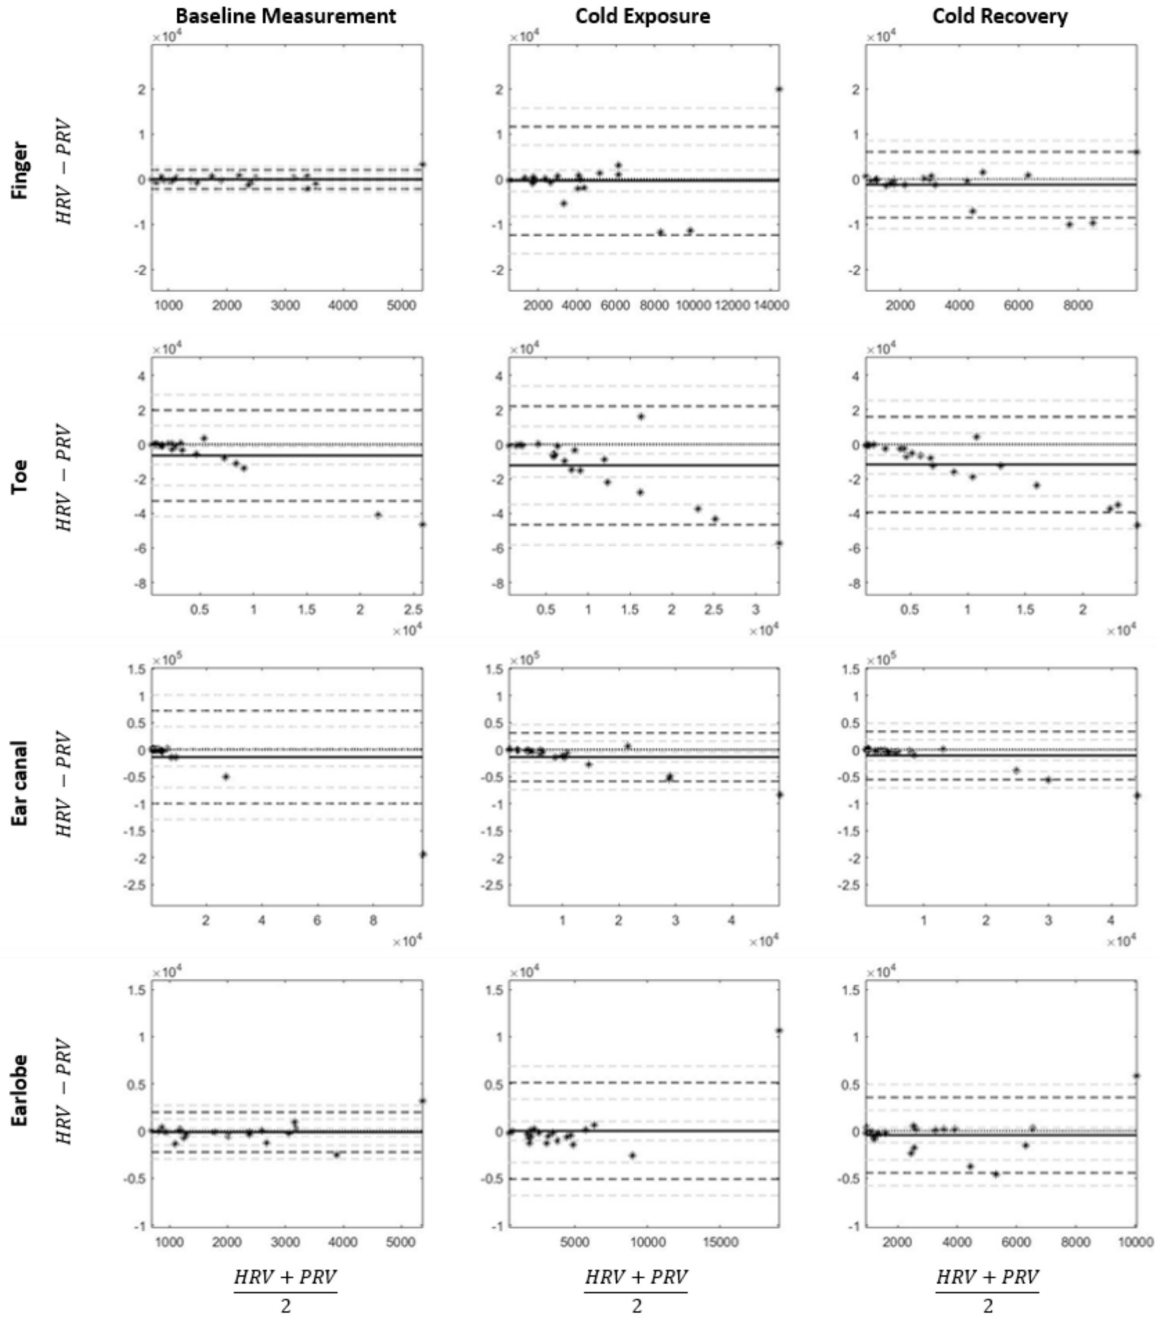 Baseline Measurement Cold Exposure Cold Recovery
×10⁴ ×10⁴ ×10⁴
Finger
HRV − PRV
2 2 2
1 1 1
0 0 0
-1 -1 -1
-2 -2 -2
1000 2000 3000 4000 5000 2000 4000 6000 8000 10000 12000 14000 2000 4000 6000 8000
×10⁴ ×10⁴ ×10⁴
Toe
HRV − PRV
4 4 4
2 2 2
0 0 0
-2 -2 -2
-4 -4 -4
-6 -6 -6
-8 -8 -8
0.5 1 1.5 2 2.5 0.5 1 1.5 2 2.5 3 0.5 1 1.5 2
×10⁴ ×10⁴ ×10⁴
×10⁵ ×10⁵ ×10⁵
Ear canal
HRV − PRV
1.5 1.5 1.5
1 1 1
0.5 0.5 0.5
0 0 0
-0.5 -0.5 -0.5
-1 -1 -1
-1.5 -1.5 -1.5
-2 -2 -2
-2.5 -2.5 -2.5
2 4 6 8 1 2 3 4 1 2 3 4
×10⁴ ×10⁴ ×10⁴
×10⁴ ×10⁴ ×10⁴
Earlobe
HRV − PRV
1.5 1.5 1.5
1 1 1
0.5 0.5 0.5
0 0 0
-0.5 -0.5 -0.5
-1 -1 -1
1000 2000 3000 4000 5000 5000 10000 15000 2000 4000 6000 8000 10000
HRV + PRV HRV + PRV HRV + PRV
2 2 2